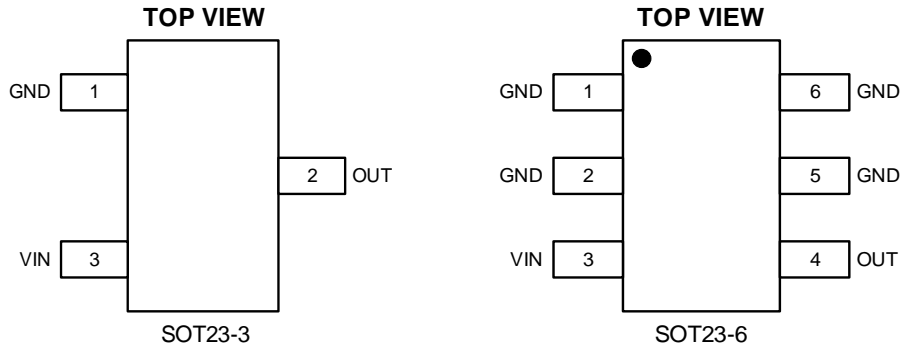 TOP VIEW
GND 1
2 OUT
VIN 3
SOT23-3
TOP VIEW
GND 1 6 GND
GND 2 5 GND
VIN 3 4 OUT
SOT23-6